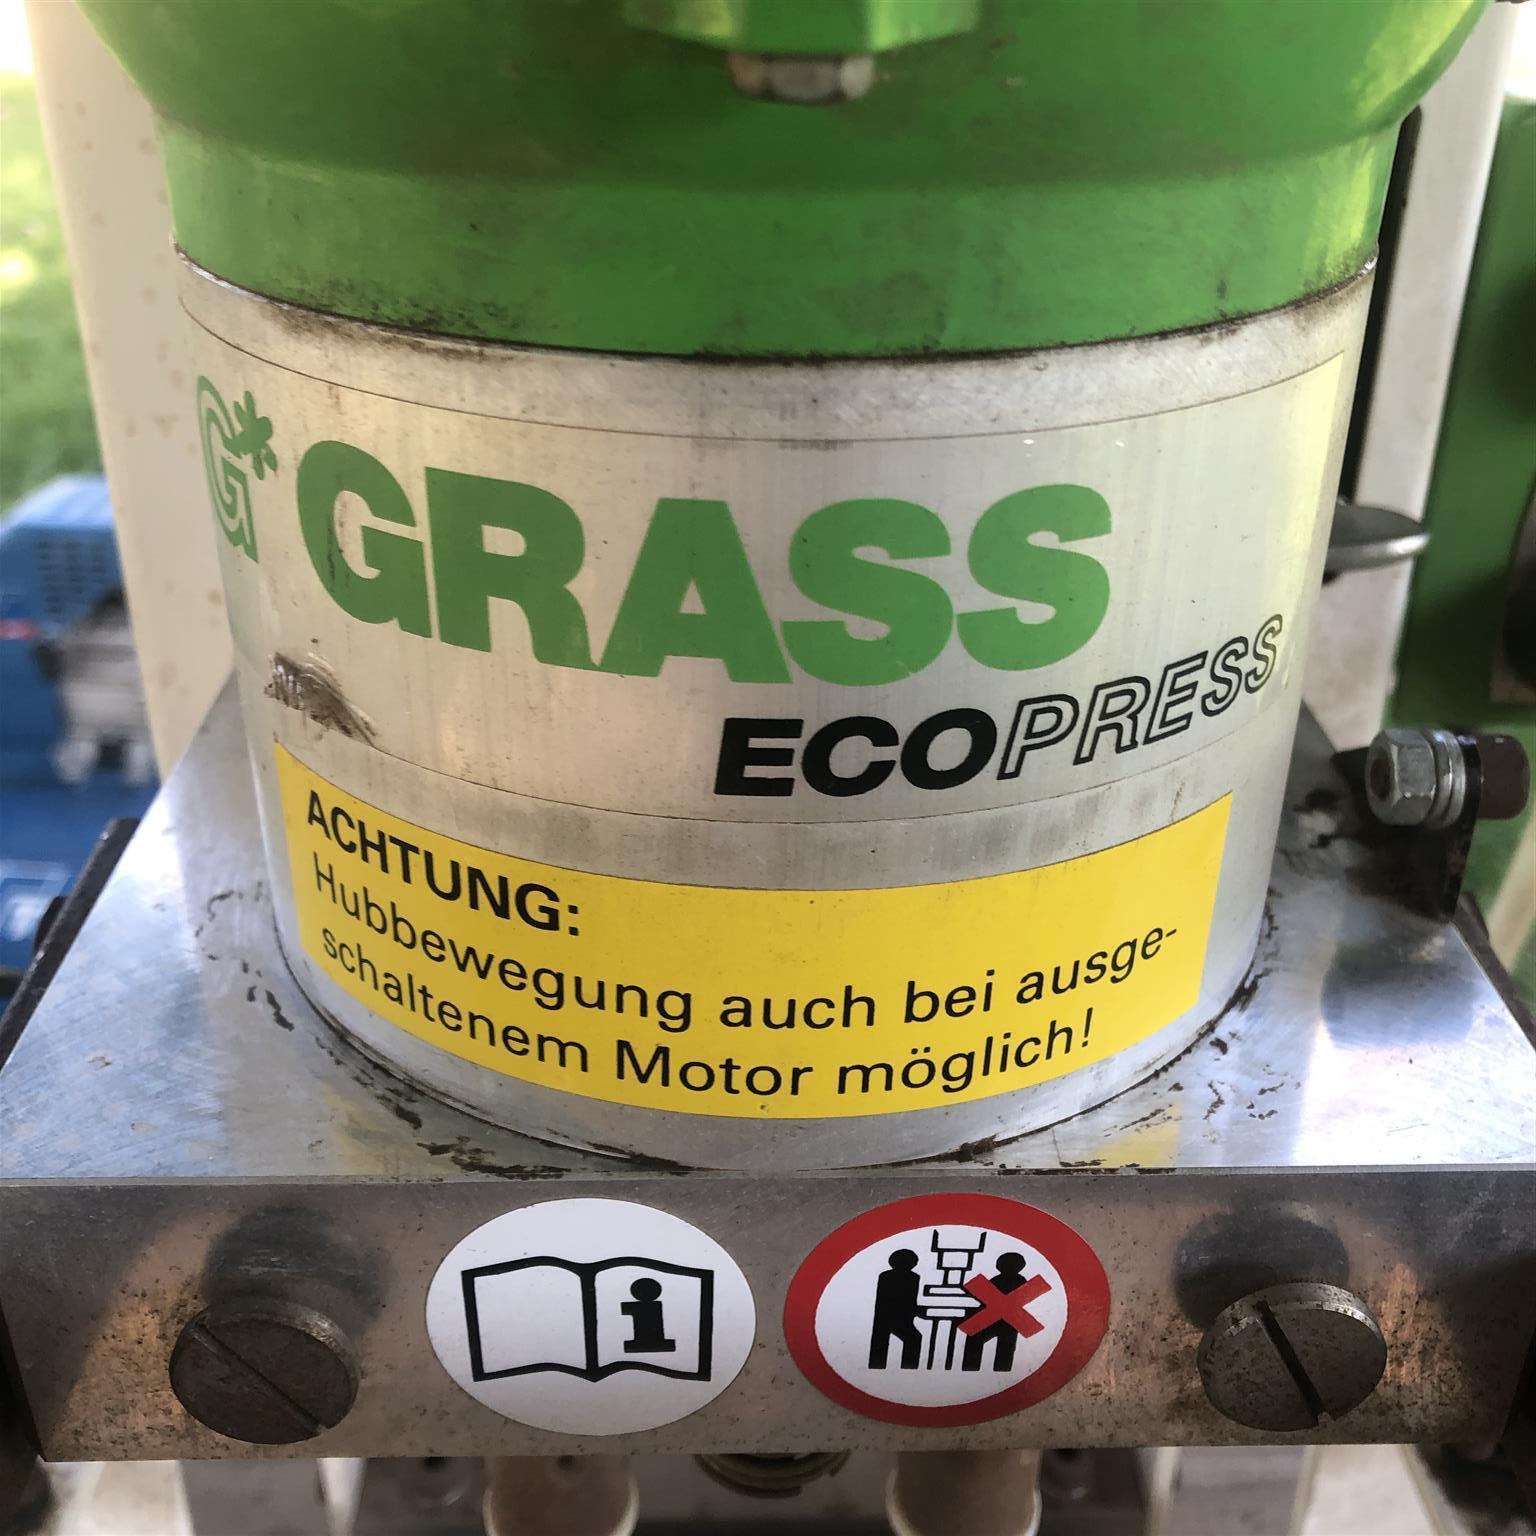 G GRASS
ECOPRESS
ACHTUNG:
Hubbewegung auch bei ausge-
schaltenem Motor möglich!
i